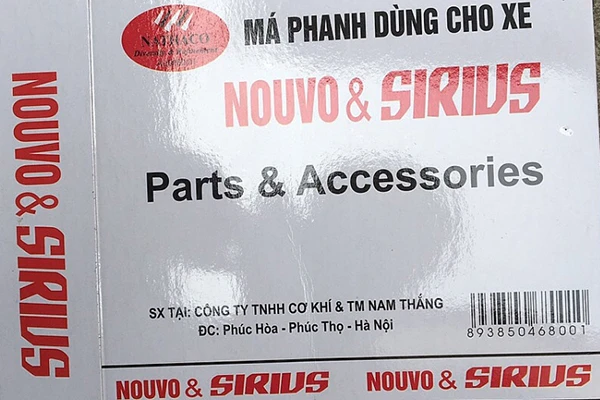 NATHACO
MÁ PHANH DÙNG CHO XE
NOUVO & SIRIUS
Parts & Accessories
SX TẠI: CÔNG TY TNHH CƠ KHÍ & TM NAM THẮNG
ĐC: Phúc Hòa - Phúc Thọ - Hà Nội
893850468001
NOUVO & SIRIUS
NOUVO & SIRIUS
NOUVO & SIRIUS